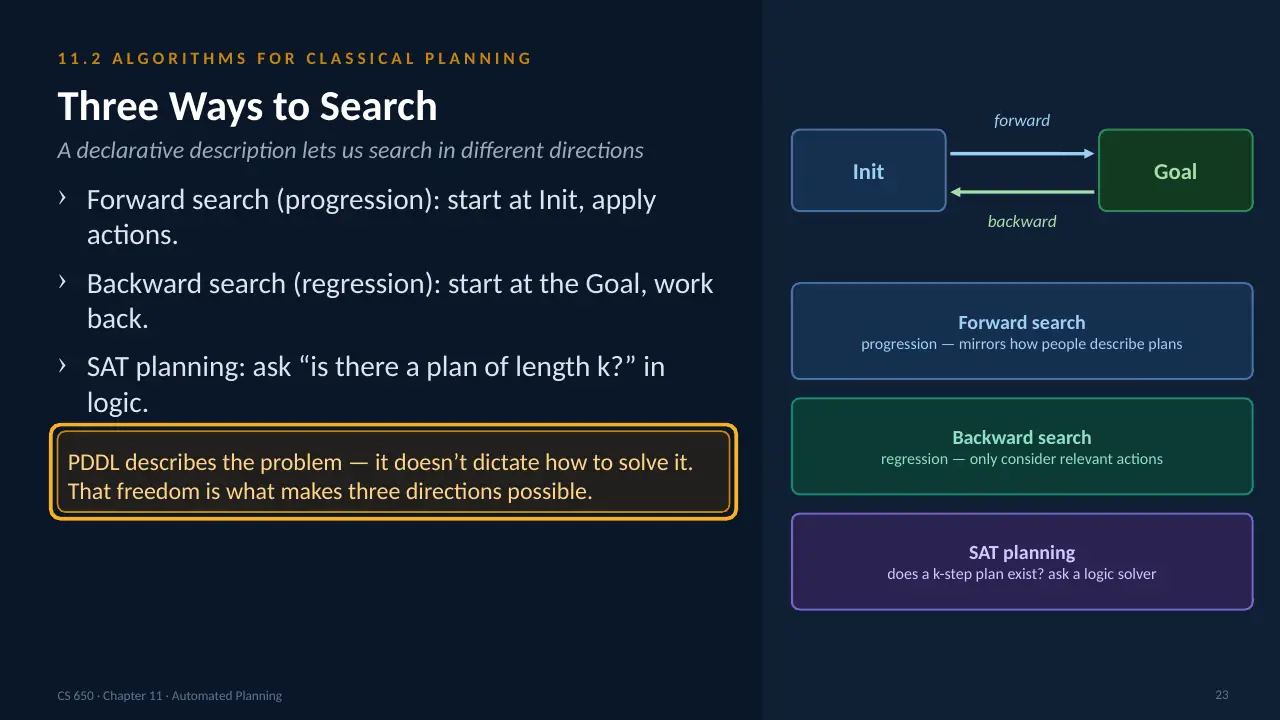 11.2 ALGORITHMS FOR CLASSICAL PLANNING
Three Ways to Search
A declarative description lets us search in different directions
› Forward search (progression): start at Init, apply
actions.
› Backward search (regression): start at the Goal, work
back.
› SAT planning: ask “is there a plan of length k?” in
logic.
PDDL describes the problem — it doesn’t dictate how to solve it.
That freedom is what makes three directions possible.
forward
Init
Goal
backward
Forward search
progression — mirrors how people describe plans
Backward search
regression — only consider relevant actions
SAT planning
does a k-step plan exist? ask a logic solver
CS 650 · Chapter 11 · Automated Planning
23